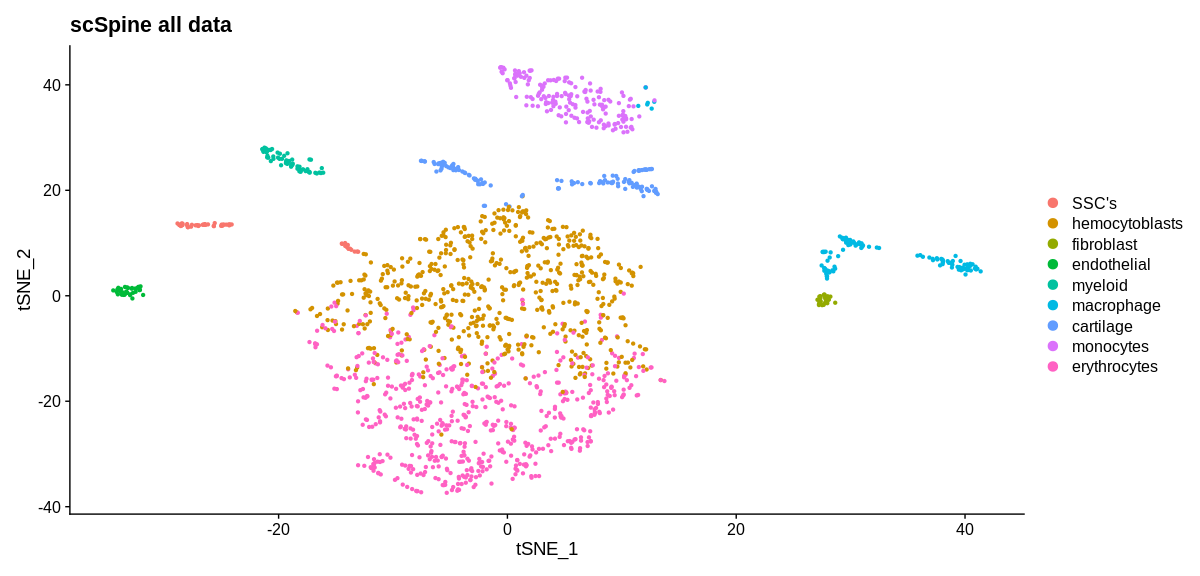 scSpine all data
40
20
0
-20
-40
tSNE_2
-20
0
20
40
tSNE_1
SSC's
hemocytoblasts
fibroblast
endothelial
myeloid
macrophage
cartilage
monocytes
erythrocytes